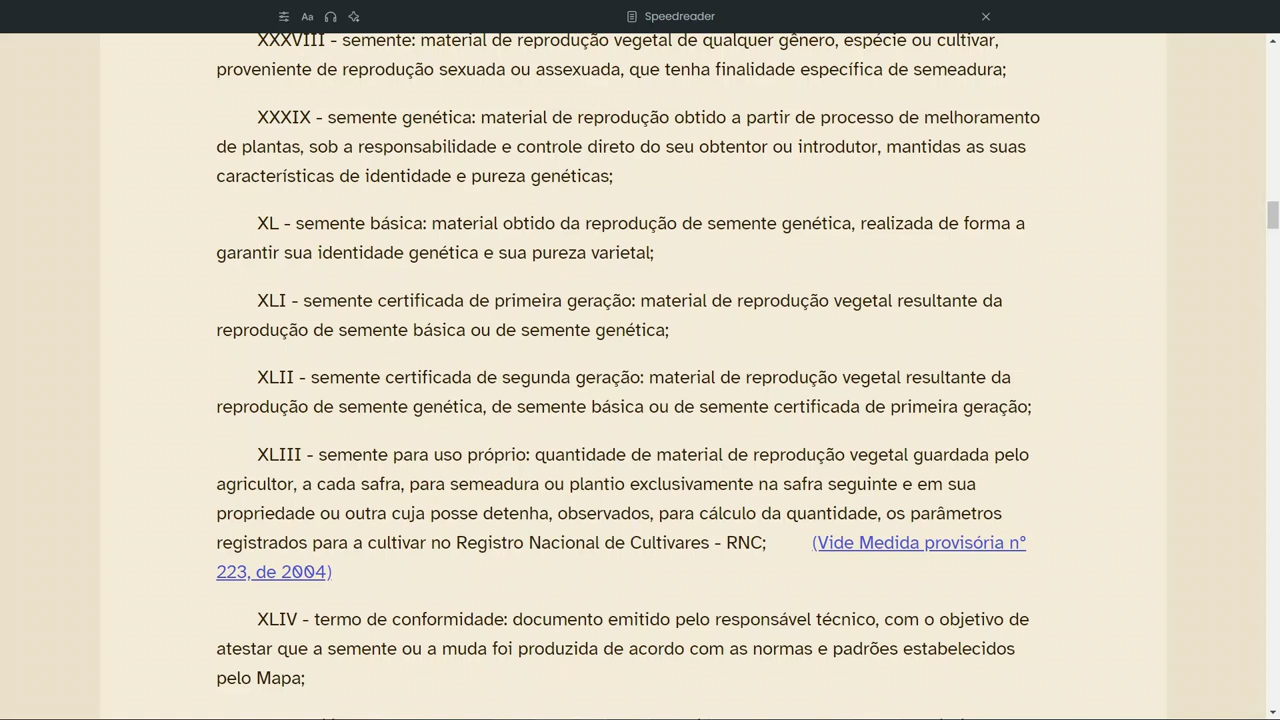 Aa
Speedreader
XXXVIII - semente: material de reprodução vegetal de qualquer gênero, espécie ou cultivar,
proveniente de reprodução sexuada ou assexuada, que tenha finalidade específica de semeadura;
XXXIX - semente genética: material de reprodução obtido a partir de processo de melhoramento
de plantas, sob a responsabilidade e controle direto do seu obtentor ou introdutor, mantidas as suas
características de identidade e pureza genéticas;
XL - semente básica: material obtido da reprodução de semente genética, realizada de forma a
garantir sua identidade genética e sua pureza varietal;
XLI - semente certificada de primeira geração: material de reprodução vegetal resultante da
reprodução de semente básica ou de semente genética;
XLII - semente certificada de segunda geração: material de reprodução vegetal resultante da
reprodução de semente genética, de semente básica ou de semente certificada de primeira geração;
XLIII - semente para uso próprio: quantidade de material de reprodução vegetal guardada pelo
agricultor, a cada safra, para semeadura ou plantio exclusivamente na safra seguinte e em sua
propriedade ou outra cuja posse detenha, observados, para cálculo da quantidade, os parâmetros
registrados para a cultivar no Registro Nacional de Cultivares - RNC; (Vide Medida provisória n°
223, de 2004)
XLIV - termo de conformidade: documento emitido pelo responsável técnico, com o objetivo de
atestar que a semente ou a muda foi produzida de acordo com as normas e padrões estabelecidos
pelo Mapa;